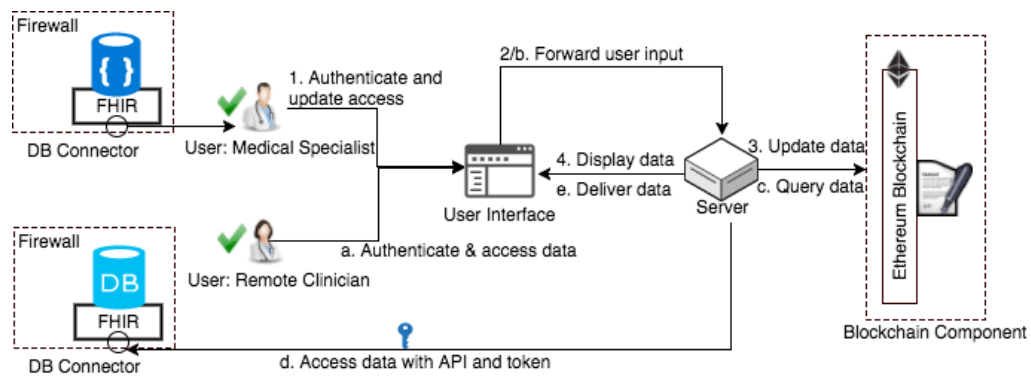 Firewall
{ }
FHIR
DB Connector
1. Authenticate and
update access
User: Medical Specialist
2/b. Forward user input
User Interface
4. Display data
e. Deliver data
Server
3. Update data
c. Query data
Ethereum Blockchain
Blockchain Component
Firewall
DB
FHIR
DB Connector
User: Remote Clinician
a. Authenticate & access data
d. Access data with API and token